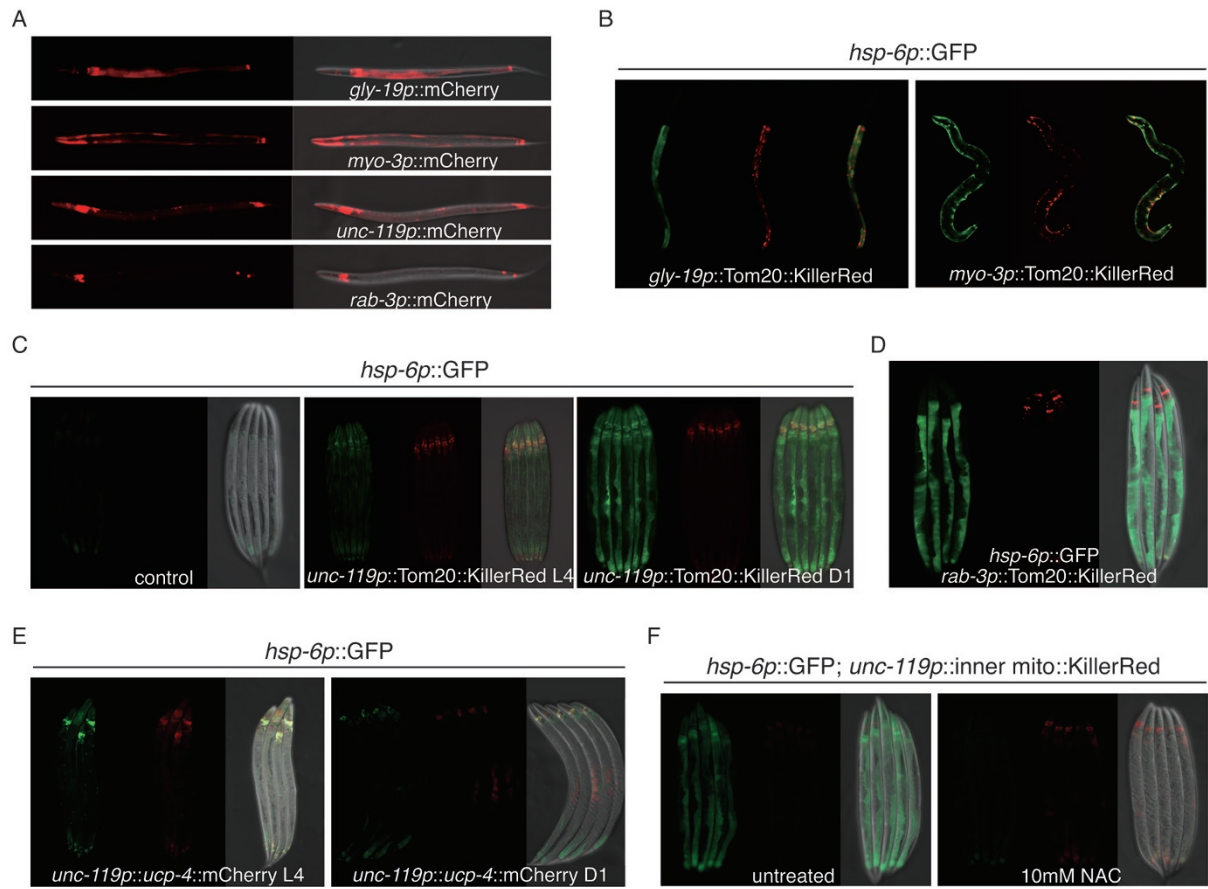 A
gly-19p::mCherry
myo-3p::mCherry
unc-119p::mCherry
rab-3p::mCherry
B
hsp-6p::GFP
gly-19p::Tom20::KillerRed
myo-3p::Tom20::KillerRed
C
hsp-6p::GFP
control
unc-119p::Tom20::KillerRed L4
unc-119p::Tom20::KillerRed D1
D
hsp-6p::GFP
rab-3p::Tom20::KillerRed
E
hsp-6p::GFP
unc-119p::ucp-4::mCherry L4
unc-119p::ucp-4::mCherry D1
F
hsp-6p::GFP; unc-119p::inner mito::KillerRed
untreated
10mM NAC